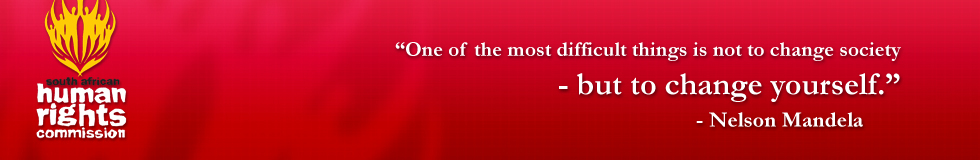 south african
human
rights
commission
“One of the most difficult things is not to change society
- but to change yourself.”
- Nelson Mandela